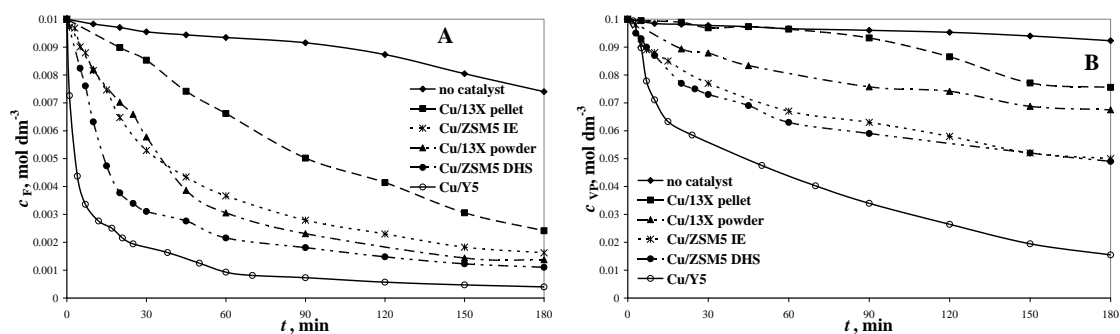 A
c F, mol dm-3
0.01
0.009
0.008
0.007
0.006
0.005
0.004
0.003
0.002
0.001
0
no catalyst
Cu/13X pellet
Cu/ZSM5 IE
Cu/13X powder
Cu/ZSM5 DHS
Cu/Y5
0 30 60 90 120 150 180
t, min
B
c VP, mol dm-3
0.1
0.09
0.08
0.07
0.06
0.05
0.04
0.03
0.02
0.01
0
no catalyst
Cu/13X pellet
Cu/13X powder
Cu/ZSM5 IE
Cu/ZSM5 DHS
Cu/Y5
0 30 60 90 120 150 180
t, min